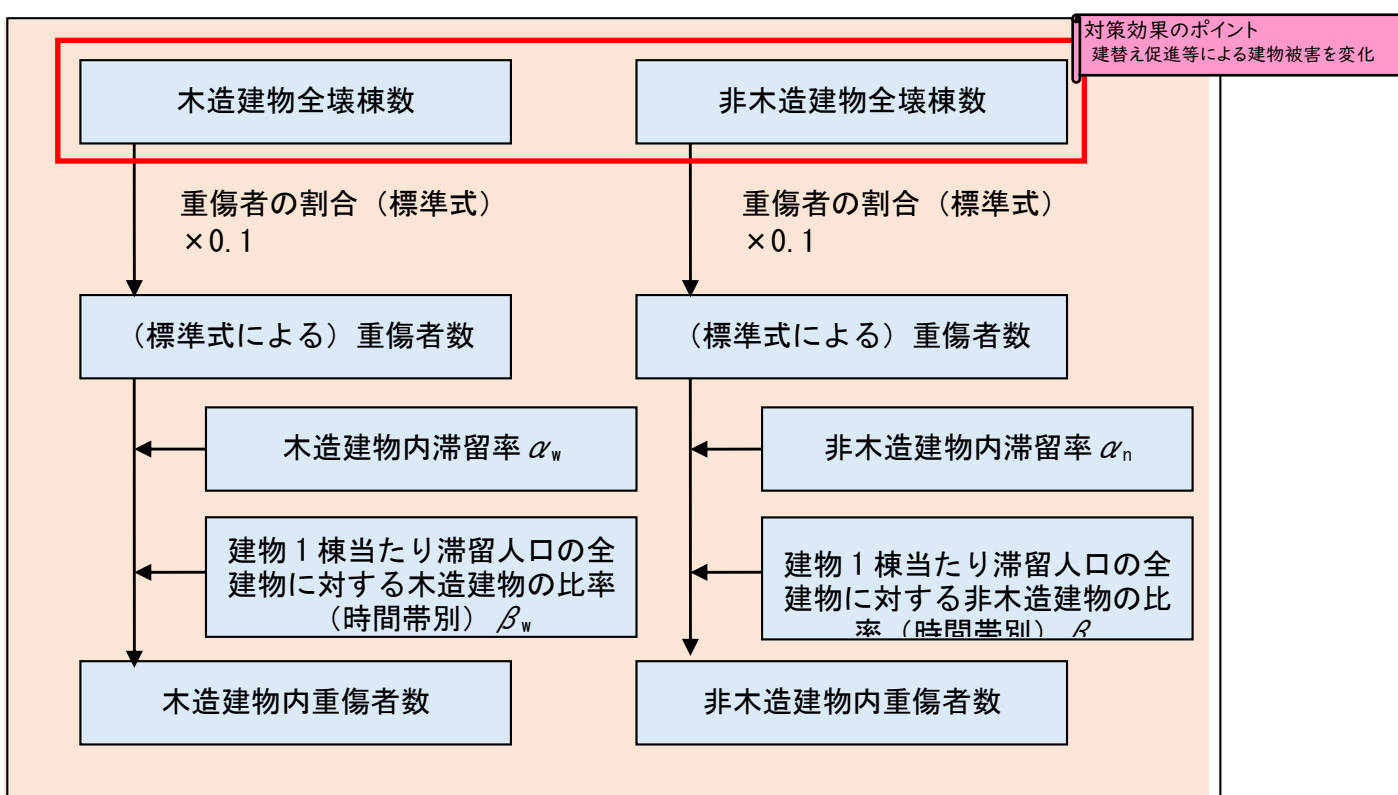 対策効果のポイント
建替え促進等による建物被害を変化
木造建物全壊棟数
非木造建物全壊棟数
重傷者の割合（標準式）
×0.1
重傷者の割合（標準式）
×0.1
（標準式による）重傷者数
（標準式による）重傷者数
木造建物内滞留率αw
非木造建物内滞留率αn
建物1棟当たり滞留人口の全
建物に対する木造建物の比率
（時間帯別）βw
建物1棟当たり滞留人口の全
建物に対する非木造建物の比
率（時間帯別）β
木造建物内重傷者数
非木造建物内重傷者数